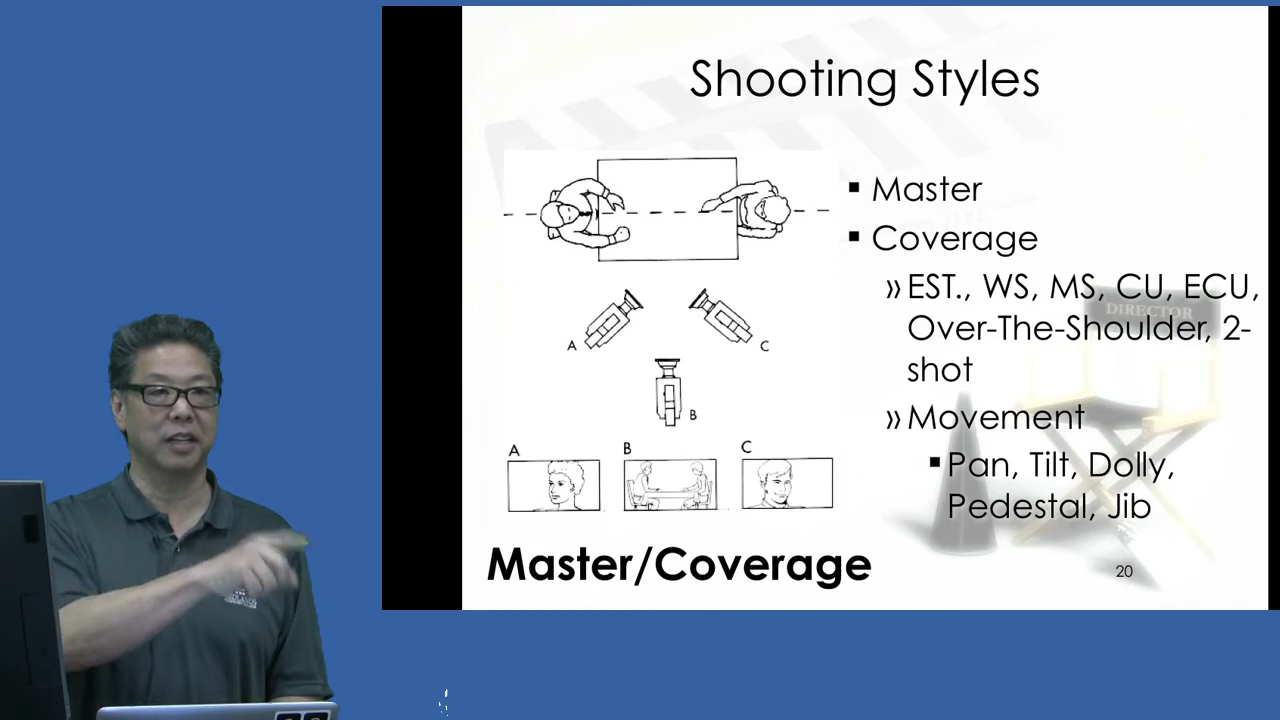 Shooting Styles
▪ Master
▪ Coverage
» EST., WS, MS, CU, ECU,
Over-The-Shoulder, 2-
shot
» Movement
▪ Pan, Tilt, Dolly,
Pedestal, Jib
A
C
B
A
B
C
Master/Coverage
20
DIRECTOR